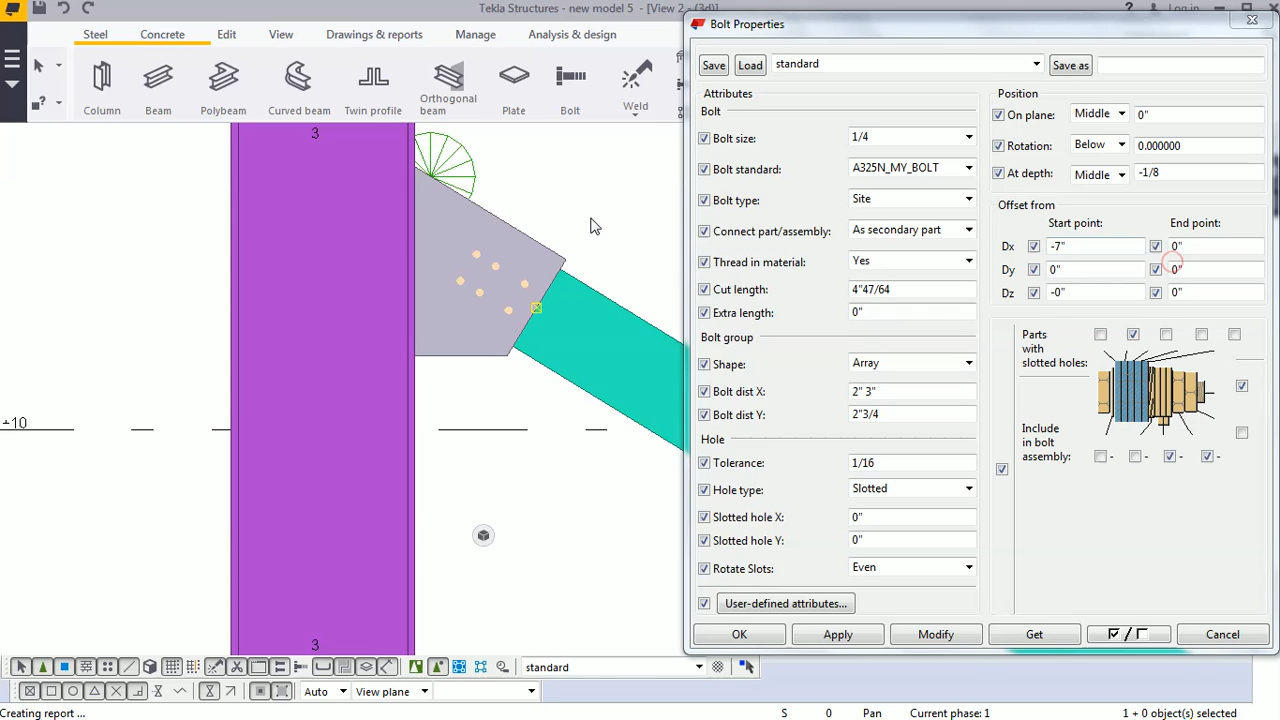 Tekla Structures - new model 5 - [View 2 - (3d)]
Log in
Bolt Properties
Steel
Concrete
Edit
View
Drawings & reports
Manage
Analysis & design
Column
Beam
Polybeam
Curved beam
Twin profile
Orthogonal
beam
Plate
Bolt
Weld
Save
Load
standard
Save as
Attributes
Bolt
Bolt size:
1/4
Bolt standard:
A325N_MY_BOLT
Bolt type:
Site
Connect part/assembly:
As secondary part
Thread in material:
Yes
Cut length:
4"47/64
Extra length:
0"
Bolt group
Shape:
Array
Bolt dist X:
2" 3"
Bolt dist Y:
2"3/4
Hole
Tolerance:
1/16
Hole type:
Slotted
Slotted hole X:
0"
Slotted hole Y:
0"
Rotate Slots:
Even
User-defined attributes...
Position
On plane:
Middle
0"
Rotation:
Below
0.000000
At depth:
Middle
-1/8
Offset from
Start point:
End point:
Dx
-7"
0"
Dy
0"
0"
Dz
-0"
0"
Parts
with
slotted holes:
Include
in bolt
assembly:
OK
Apply
Modify
Get
Cancel
3
+10
3
standard
Auto
View plane
Creating report ...
S
0
Pan
Current phase: 1
1 + 0 object(s) selected